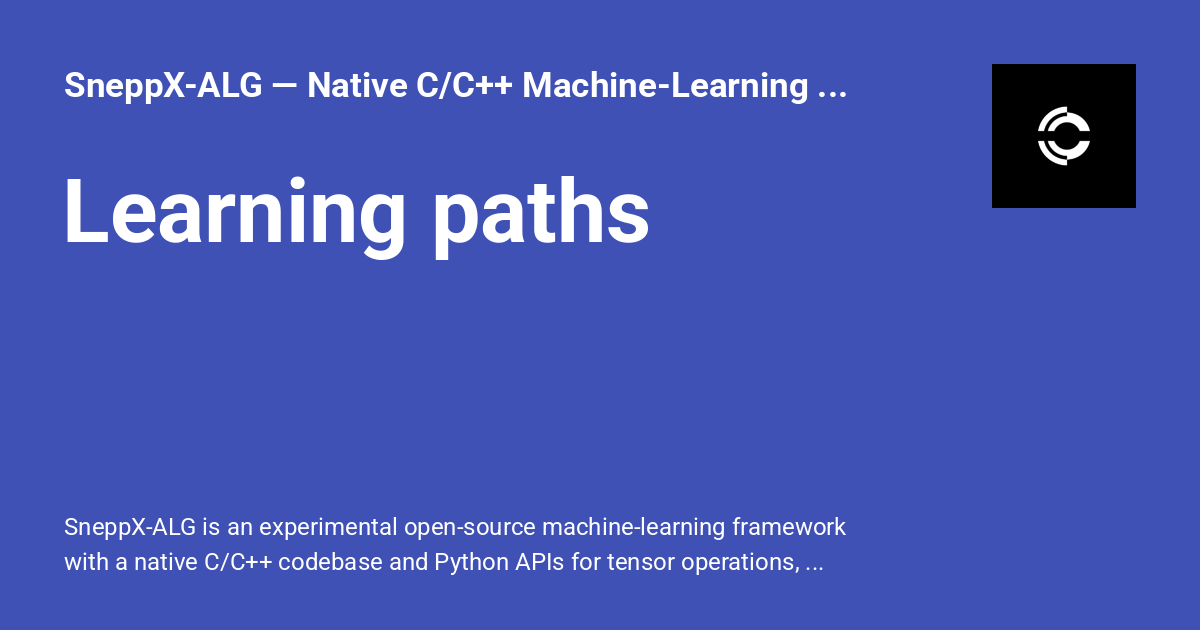 SneppX-ALG — Native C/C++ Machine-Learning ...
Learning paths
SneppX-ALG is an experimental open-source machine-learning framework
with a native C/C++ codebase and Python APIs for tensor operations, ...